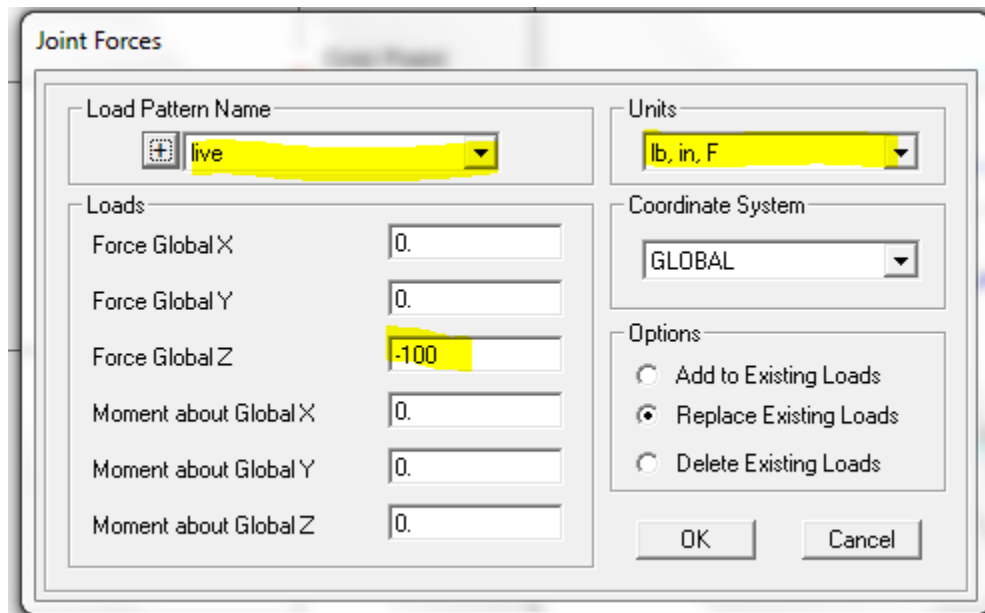 Joint Forces
Load Pattern Name
live
Units
lb, in, F
Loads
Force Global X
0.
Force Global Y
0.
Force Global Z
-100
Moment about Global X
0.
Moment about Global Y
0.
Moment about Global Z
0.
Coordinate System
GLOBAL
Options
Add to Existing Loads
Replace Existing Loads
Delete Existing Loads
OK
Cancel